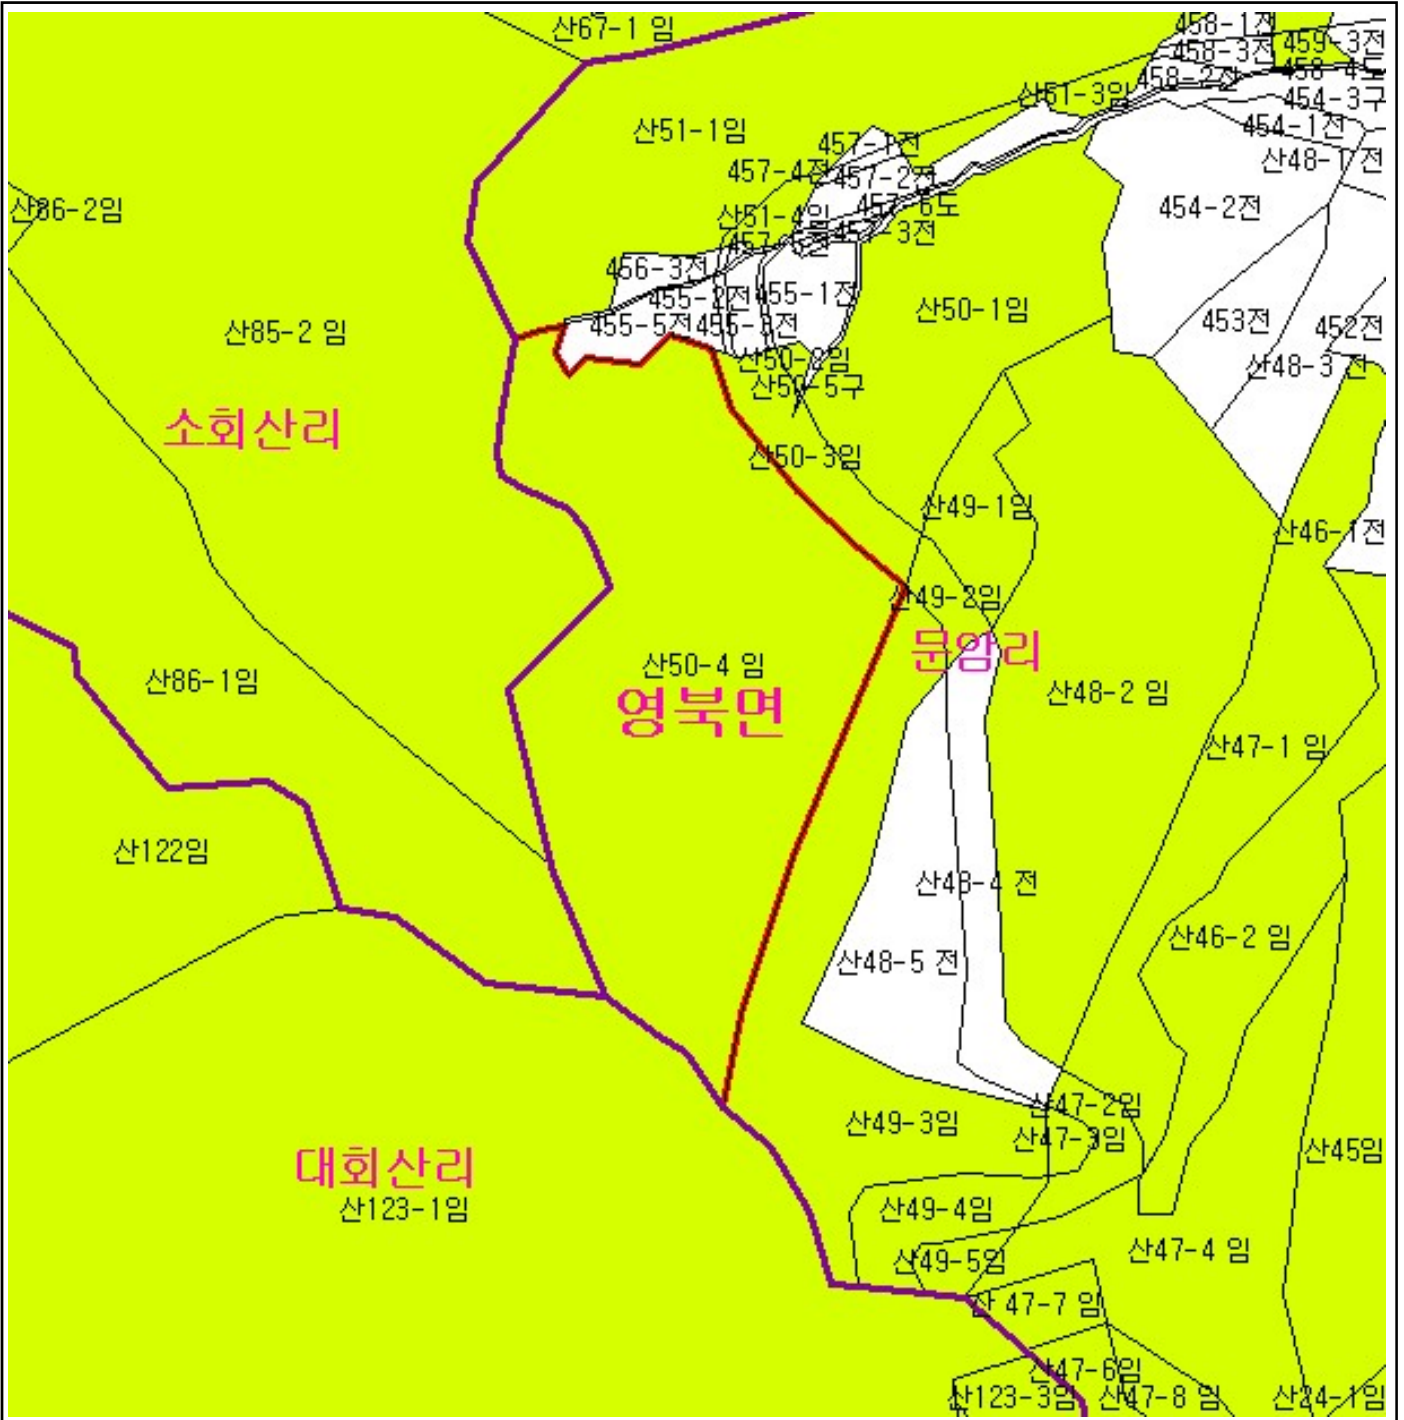 산67-1 임
458-1전
459-3전
458-3전
458-4도
458-2전
산51-3임
454-3구
454-1전
산51-1임
457-1전
산48-1 전
457-4전
457-2전
산86-2임
457-6도
454-2전
산51-4임
457-5전
457-3전
456-3전
455-2전
455-1전
산50-1임
455-5전
455-3전
453전
452전
산85-2 임
산50-2임
산48-3 전
산50-5구
소회산리
산50-3임
산49-1임
산46-1전
산49-2임
문암리
산50-4 임
산86-1임
산48-2 임
영북면
산47-1 임
산122임
산48-4 전
산46-2 임
산48-5 전
산47-2임
산49-3임
산47-3임
산45임
대회산리
산123-1임
산49-4임
산47-4 임
산49-5임
산 47-7 임
산47-6임
산123-3임
산47-8 임
산24-1임